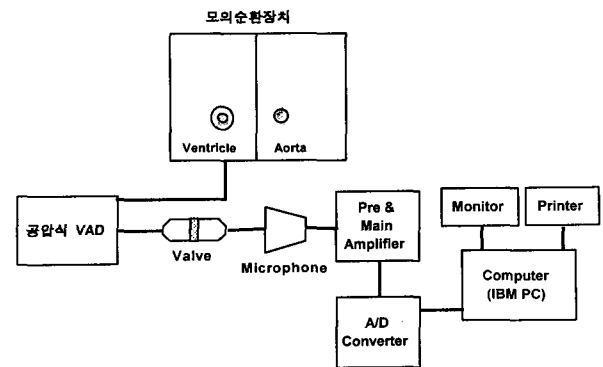 모의순환장치
Ventricle
Aorta
공압식 VAD
Valve
Microphone
Pre &
Main
Amplifier
Monitor
Printer
Computer
(IBM PC)
A/D
Converter